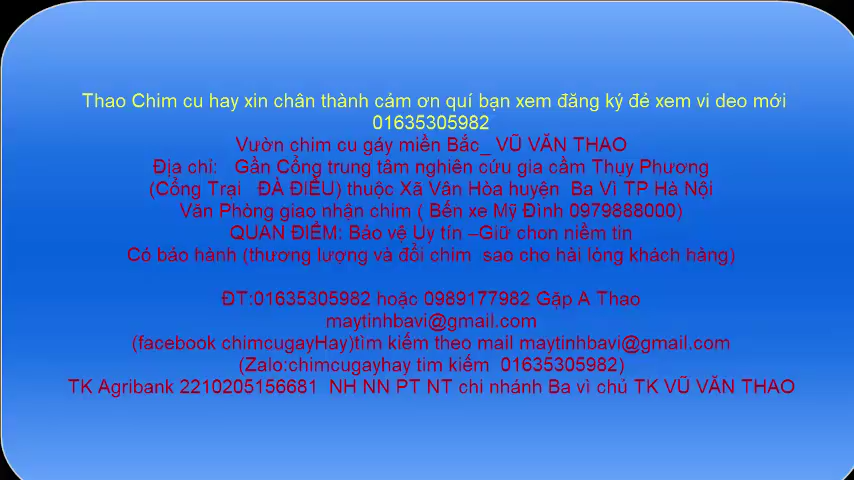 Thao Chim cu hay xin chân thành cảm ơn quí bạn xem đăng ký để xem vi deo mới
01635305982
Vườn chim cu gáy miền Bắc_ VŨ VĂN THAO
Địa chỉ: Gần Cổng trung tâm nghiên cứu gia cầm Thụy Phương
(Cổng Trại ĐÀ ĐIỂU) thuộc Xã Vân Hòa huyện Ba Vì TP Hà Nội
Văn Phòng giao nhận chim ( Bến xe Mỹ Đình 0979888000)
QUAN ĐIỂM: Bảo vệ Uy tín –Giữ chon niềm tin
Có bảo hành (thương lượng và đổi chim sao cho hải lòng khách hàng)
ĐT:01635305982 hoặc 0989177982 Gặp A Thao
maytinhbavi@gmail.com
(facebook chimcugayHay)tìm kiếm theo mail maytinhbavi@gmail.com
(Zalo:chimcugayhay tim kiếm 01635305982)
TK Agribank 2210205156681 NH NN PT NT chi nhánh Ba vì chủ TK VŨ VĂN THAO